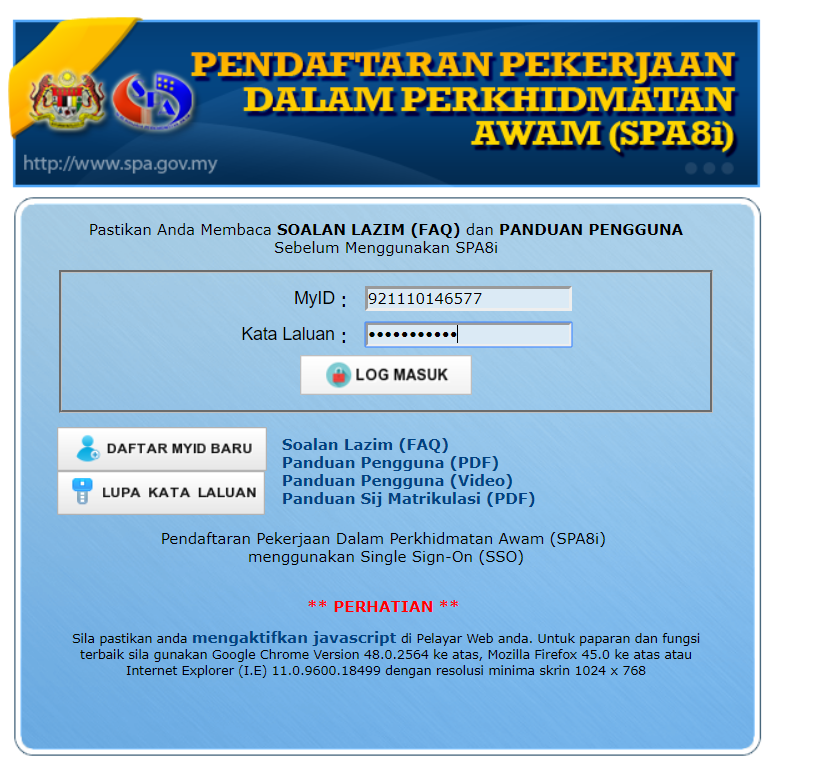 PENDAFTARAN PEKERJAAN
DALAM PERKHIDMATAN
AWAM (SPA8i)
SPA
http://www.spa.gov.my
Pastikan Anda Membaca SOALAN LAZIM (FAQ) dan PANDUAN PENGGUNA
Sebelum Menggunakan SPA8i
MyID : 921110146577
Kata Laluan : •••••••••••
LOG MASUK
DAFTAR MYID BARU
LUPA KATA LALUAN
Soalan Lazim (FAQ)
Panduan Pengguna (PDF)
Panduan Pengguna (Video)
Panduan Sij Matrikulasi (PDF)
Pendaftaran Pekerjaan Dalam Perkhidmatan Awam (SPA8i)
menggunakan Single Sign-On (SSO)
** PERHATIAN **
Sila pastikan anda mengaktifkan javascript di Pelayar Web anda. Untuk paparan dan fungsi
terbaik sila gunakan Google Chrome Version 48.0.2564 ke atas, Mozilla Firefox 45.0 ke atas atau
Internet Explorer (I.E) 11.0.9600.18499 dengan resolusi minima skrin 1024 x 768